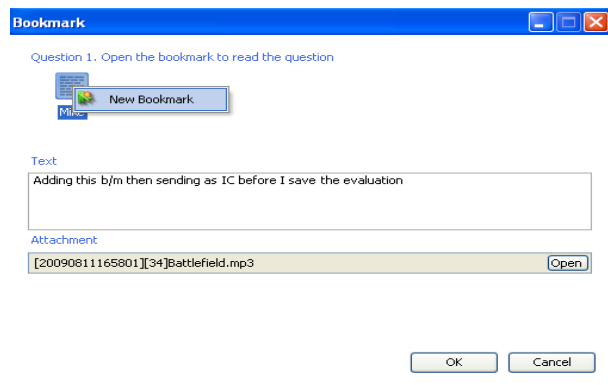 Bookmark
Question 1. Open the bookmark to read the question
New Bookmark
Mike
Text
Adding this b/m then sending as IC before I save the evaluation
Attachment
[20090811165801][34]Battlefield.mp3 Open
OK Cancel